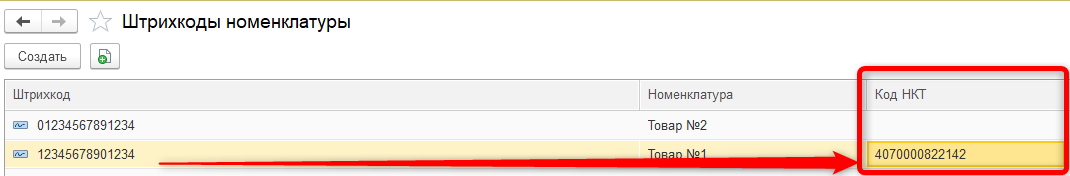 Штрихкоды номенклатуры
Создать
Штрихкод Номенклатура Код НКТ
01234567891234 Товар №2
12345678901234 Товар №1 4070000822142